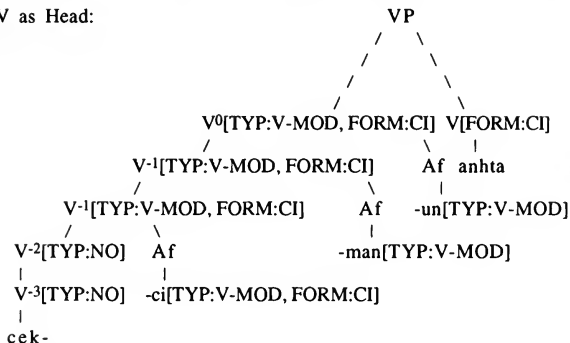 V as Head:
VP
V⁰[TYP:V-MOD, FORM:CI] V[FORM:CI]
V⁻¹[TYP:V-MOD, FORM:CI] Af anhta
V⁻¹[TYP:V-MOD, FORM:CI] Af -un[TYP:V-MOD]
V⁻²[TYP:NO] Af -man[TYP:V-MOD]
V⁻³[TYP:NO] -ci[TYP:V-MOD, FORM:CI]
cek-